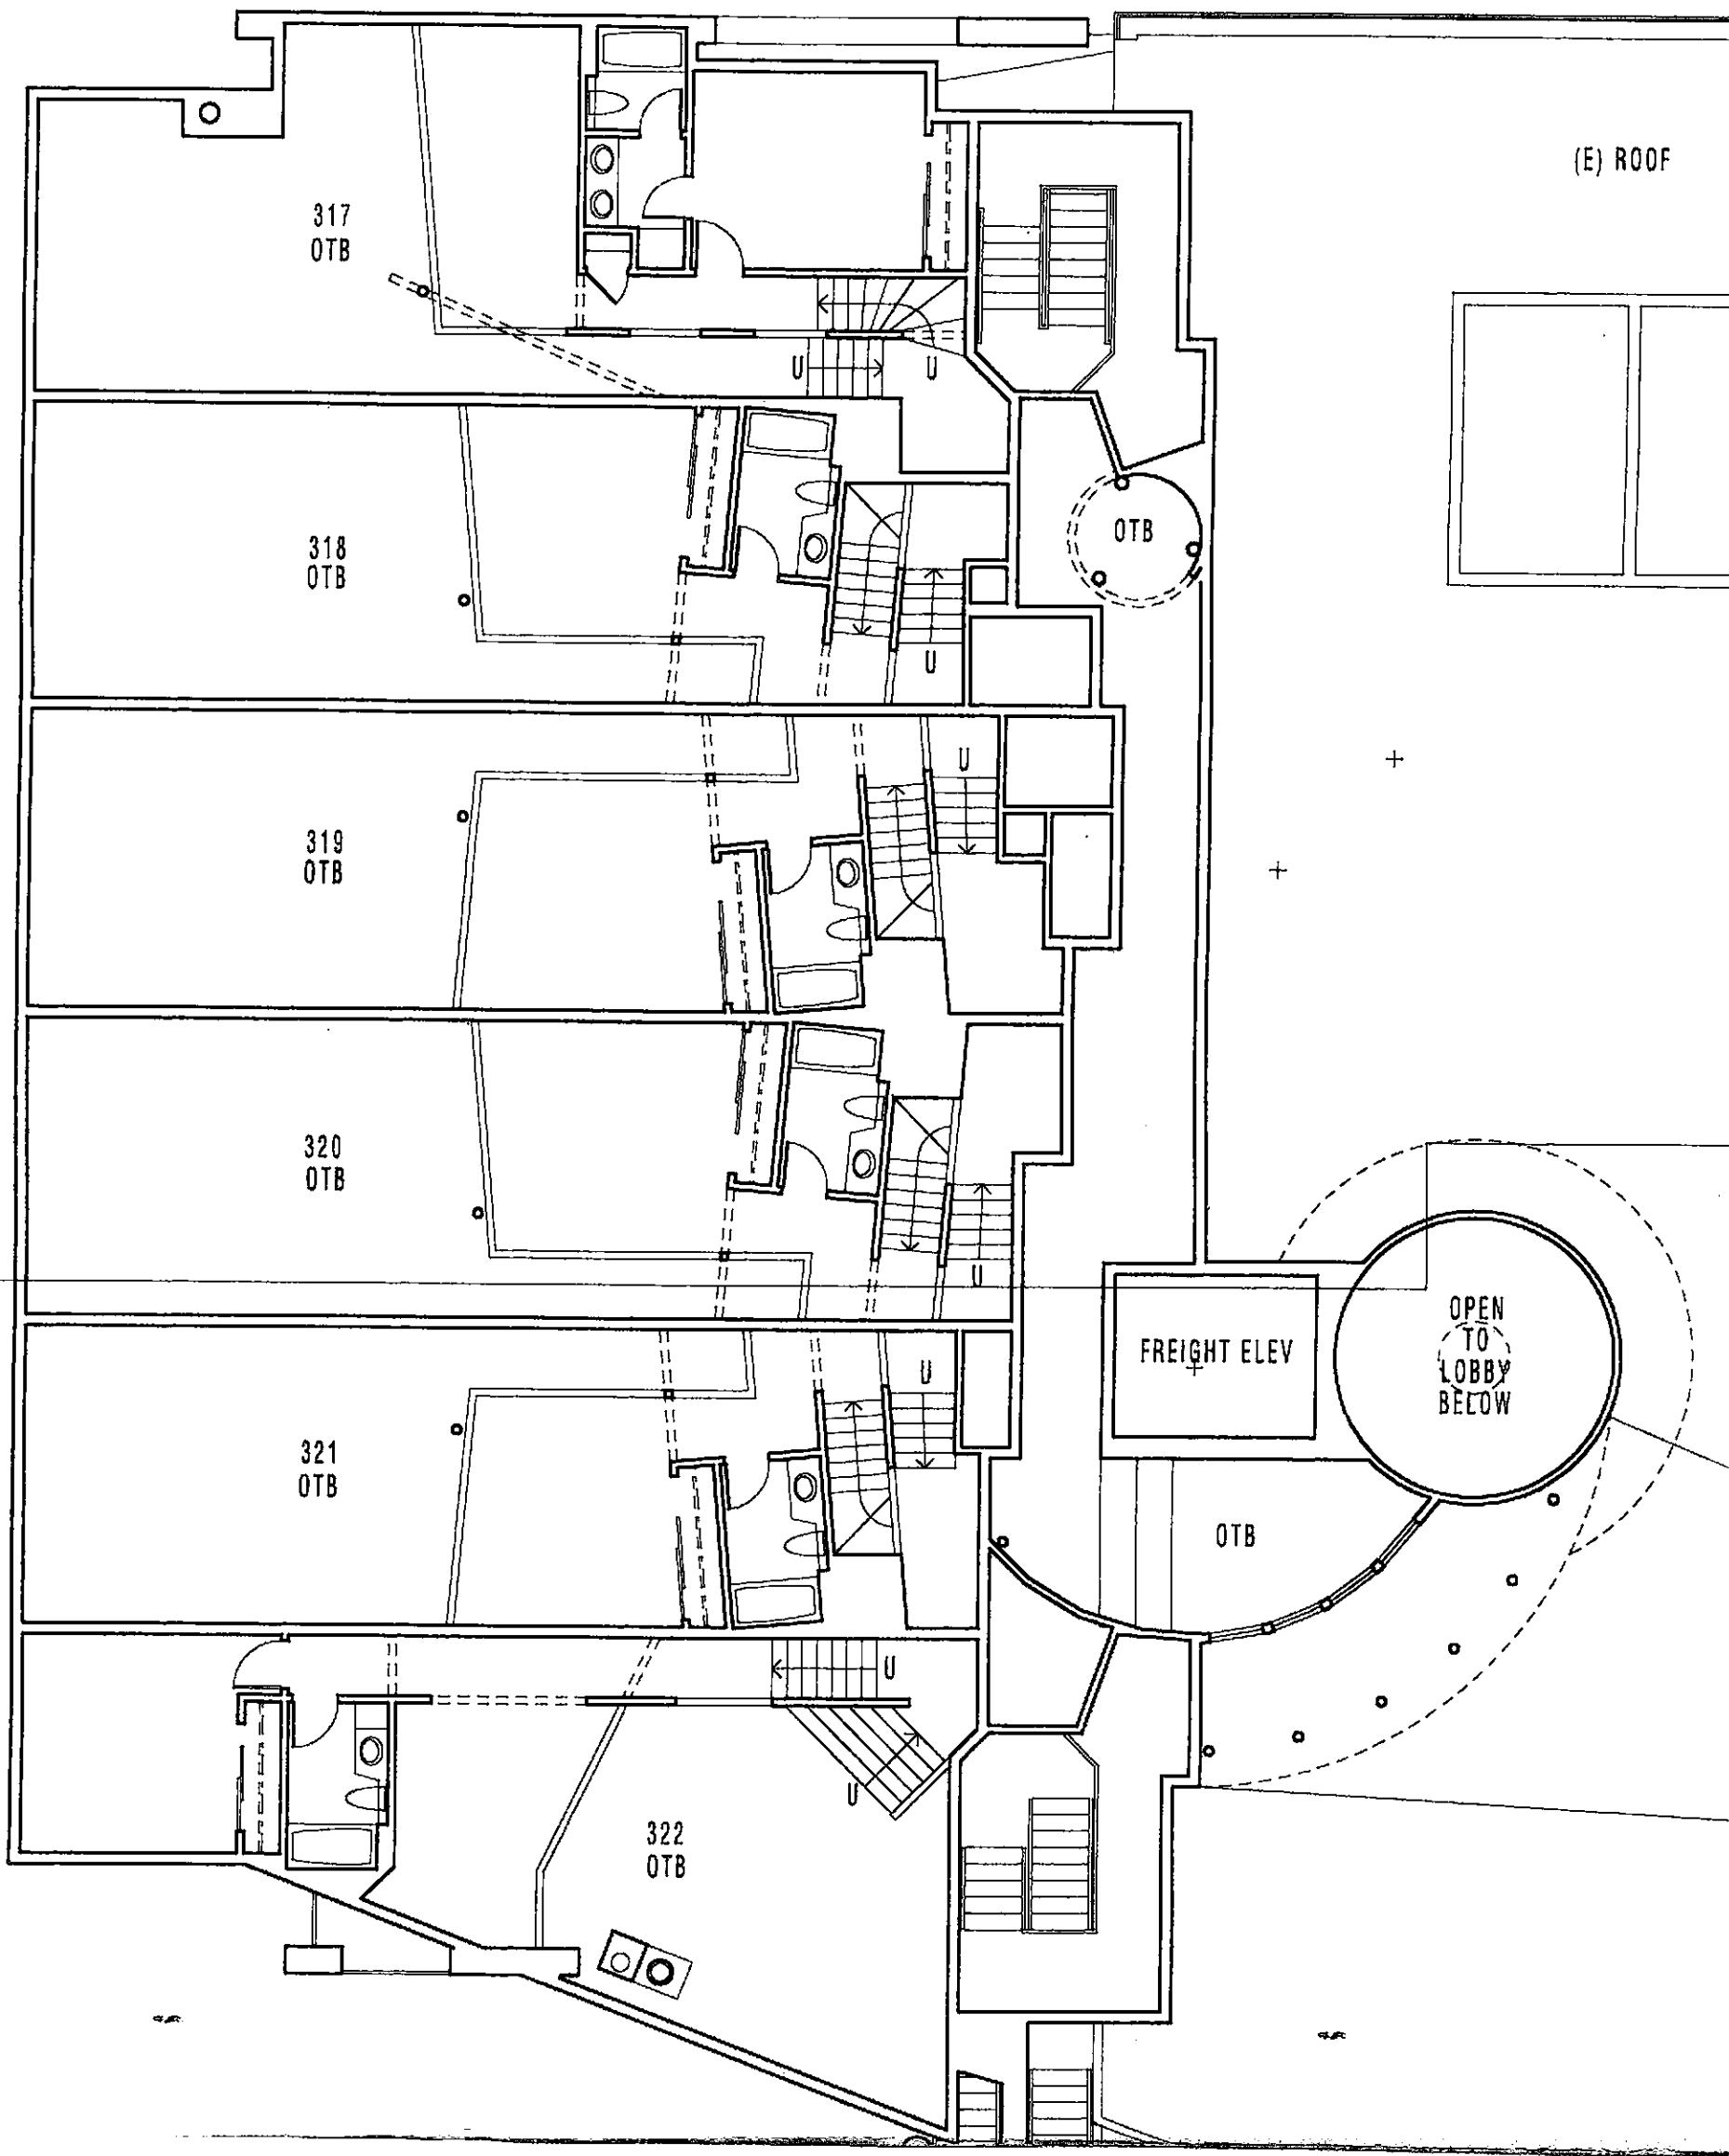 (E) ROOF
317
OTB
U
U
318
OTB
OTB
U
U
319
OTB
320
OTB
U
OPEN
TO
LOBBY
BELOW
FREIGHT ELEV
U
321
OTB
OTB
U
U
322
OTB